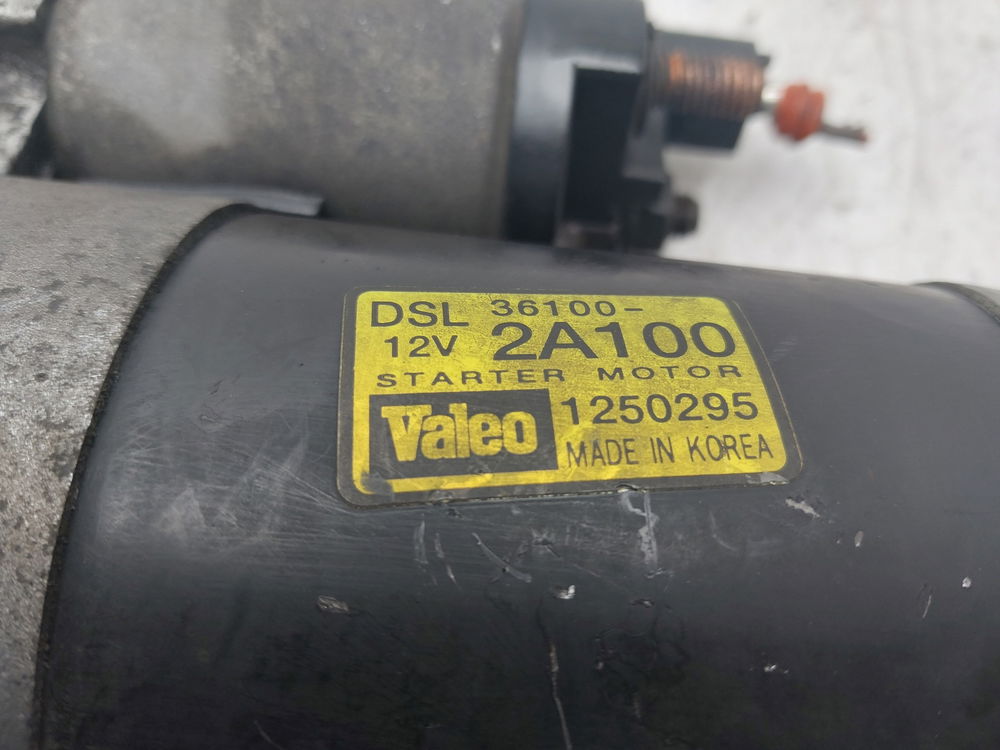 DSL 36100-
12V 2A100
STARTER MOTOR
Valeo 1250295
MADE IN KOREA